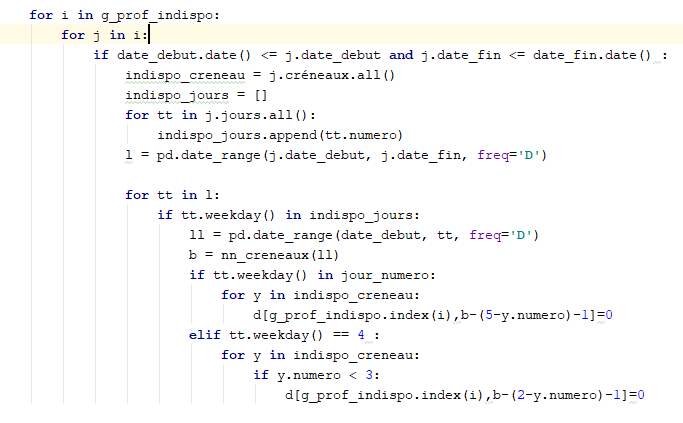 for i in g_prof_indispo:
    for j in i:
        if date_debut.date() <= j.date_debut and j.date_fin <= date_fin.date() :
            indispo_creneau = j.créneaux.all()
            indispo_jours = []
            for tt in j.jours.all():
                indispo_jours.append(tt.numero)
            l = pd.date_range(j.date_debut, j.date_fin, freq='D')
            for tt in l:
                if tt.weekday() in indispo_jours:
                    ll = pd.date_range(date_debut, tt, freq='D')
                    b = nn_creneaux(ll)
                    if tt.weekday() in jour_numero:
                        for y in indispo_creneau:
                            d[g_prof_indispo.index(i),b-(5-y.numero)-1]=0
                    elif tt.weekday() == 4 :
                        for y in indispo_creneau:
                            if y.numero < 3:
                                d[g_prof_indispo.index(i),b-(2-y.numero)-1]=0